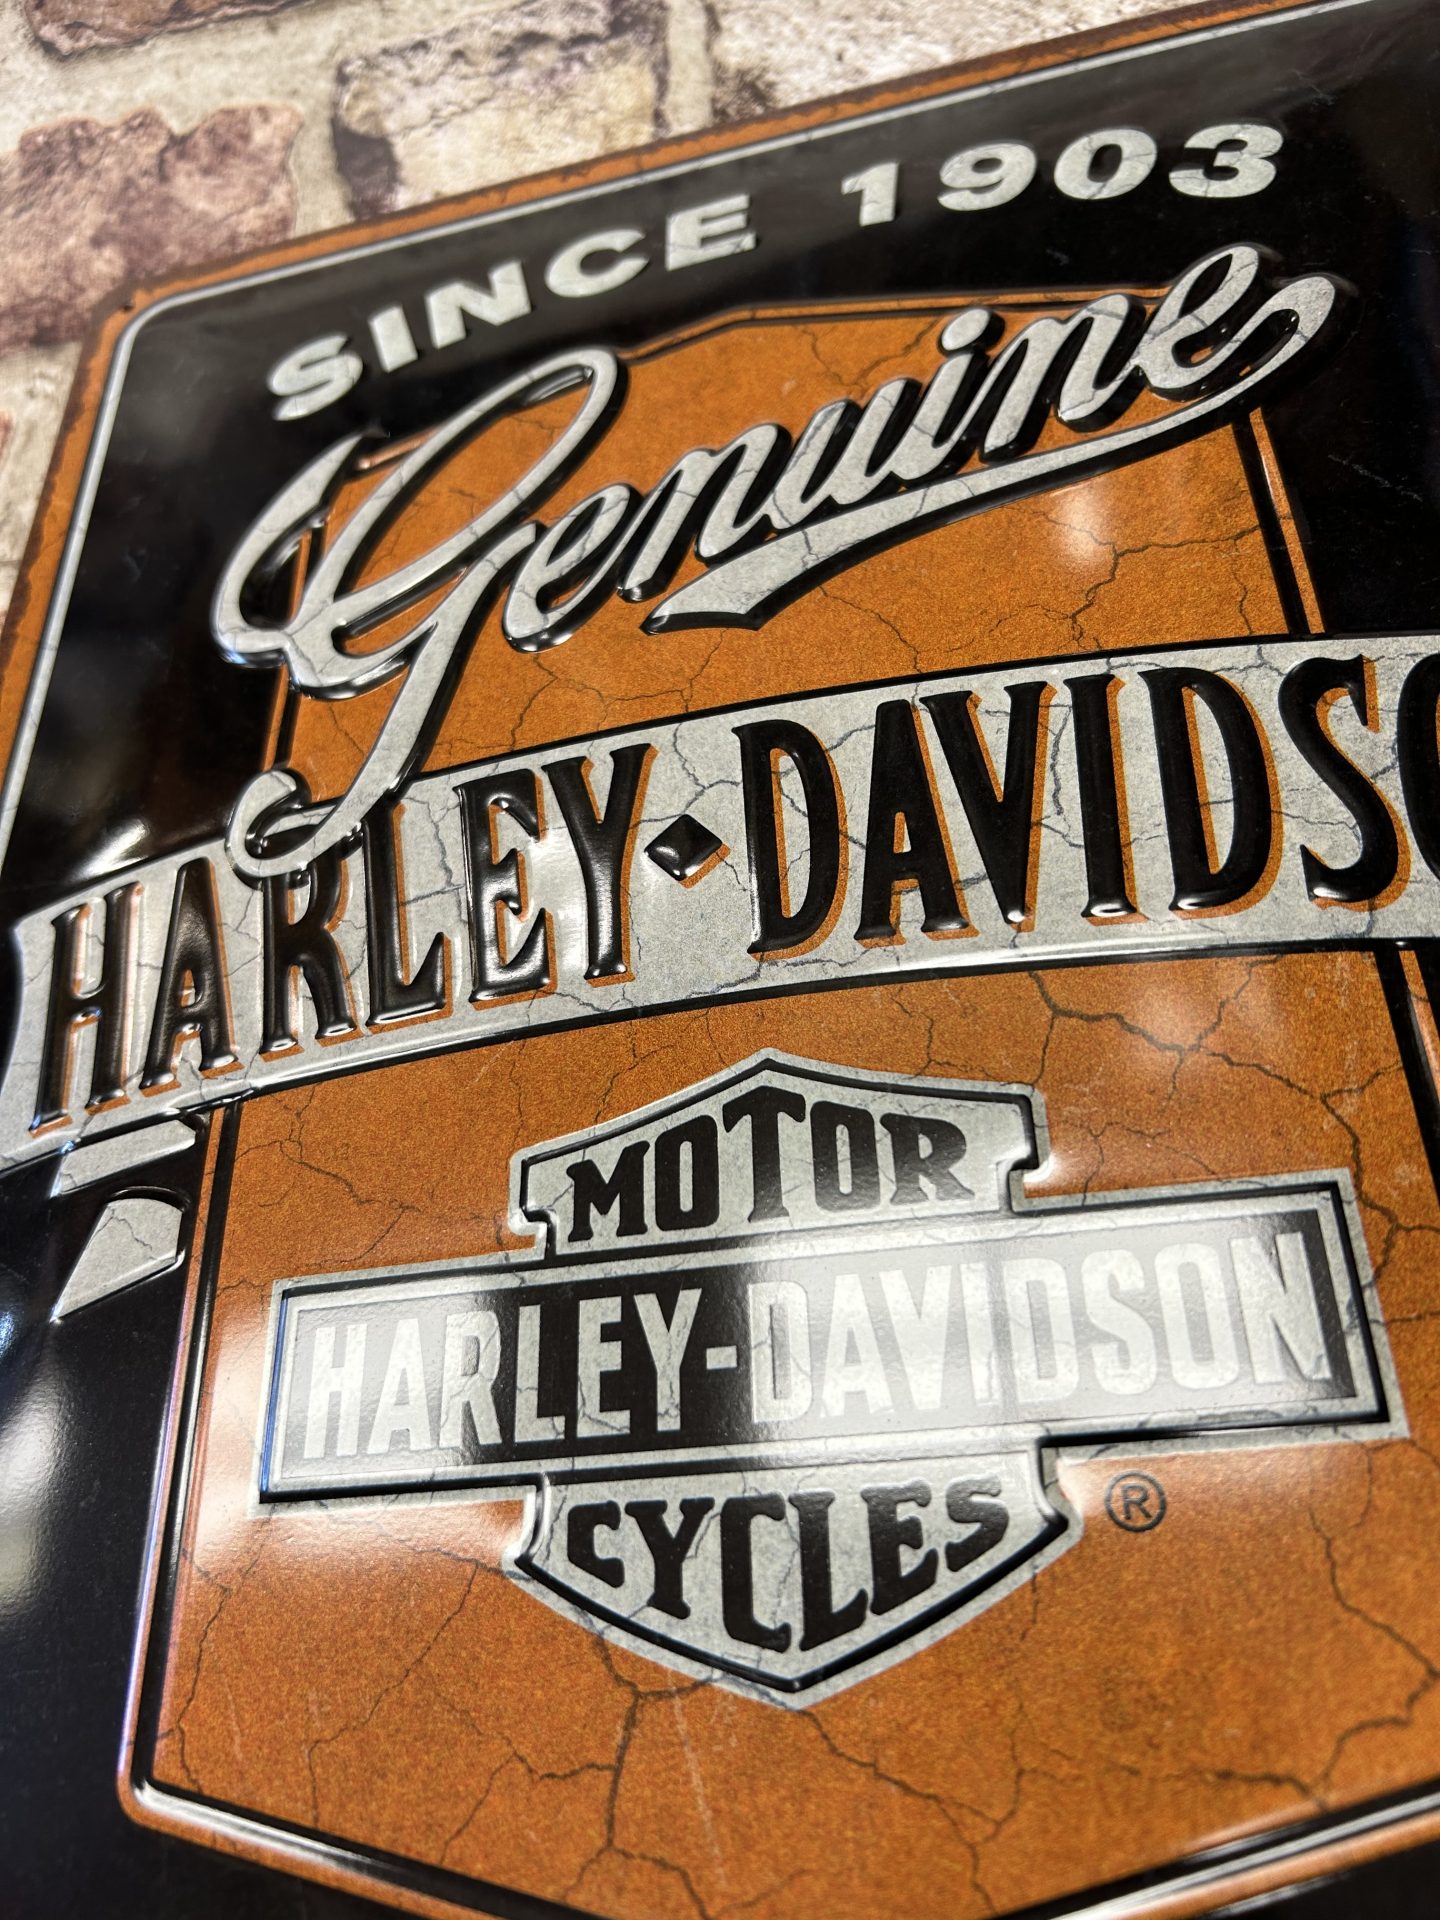 SINCE 1903
Genuine
HARLEY◆DAVIDSO
MOTOR
HARLEY-DAVIDSON
CYCLES
®